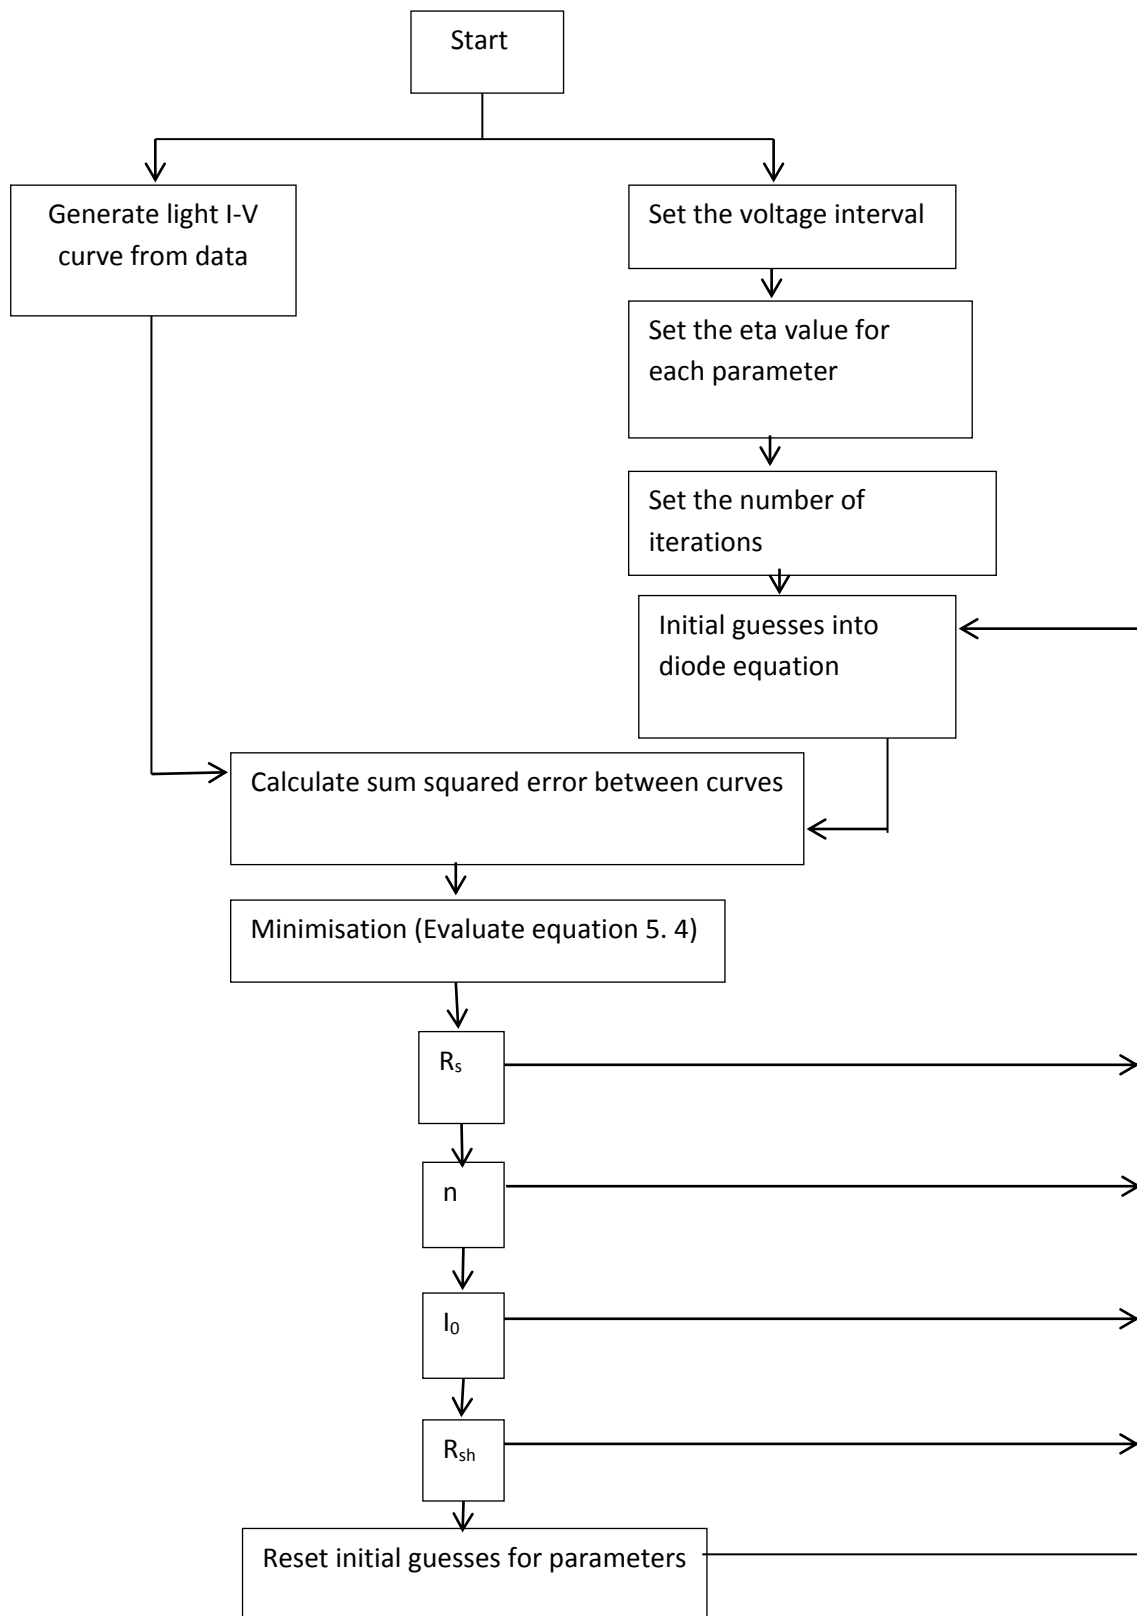 Start
Generate light I-V
curve from data
Set the voltage interval
Set the eta value for
each parameter
Set the number of
iterations
Initial guesses into
diode equation
Calculate sum squared error between curves
Minimisation (Evaluate equation 5. 4)
Rₛ
n
I₀
Rₛₕ
Reset initial guesses for parameters